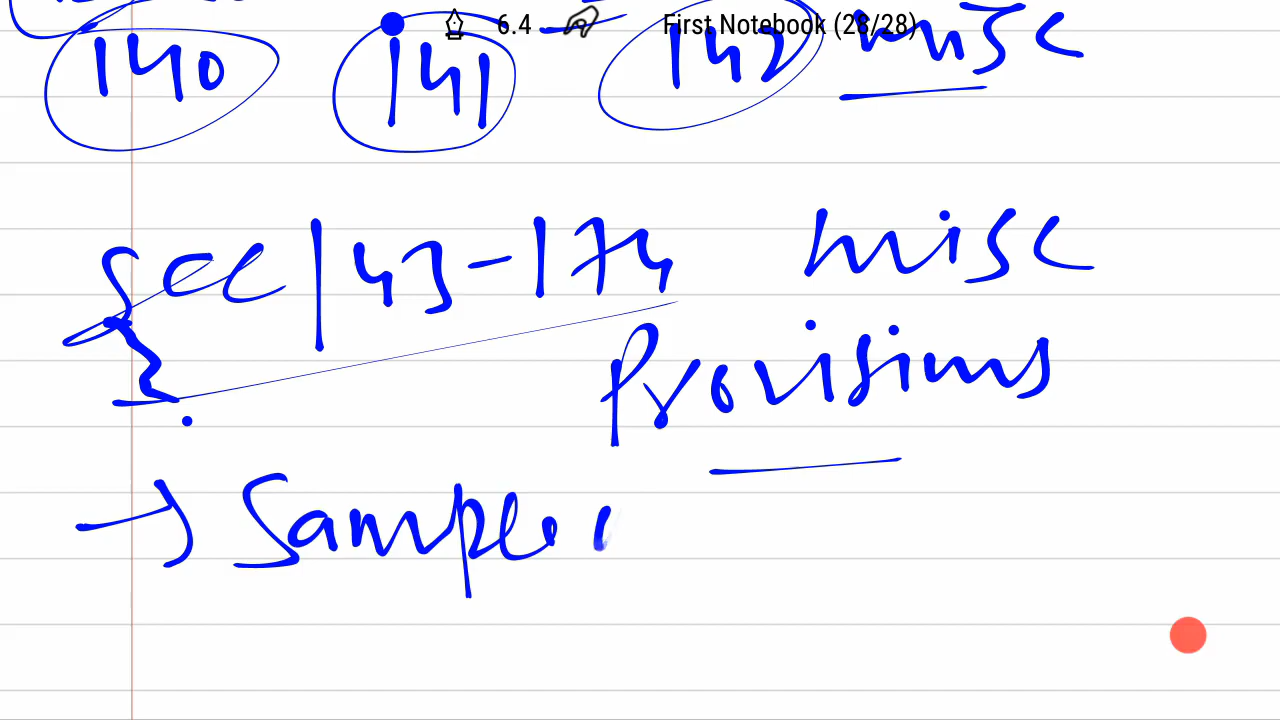 6.4 First Notebook (28/28)
140 141 142 misc
Sec 143-174 misc
Provisions
→ Sample